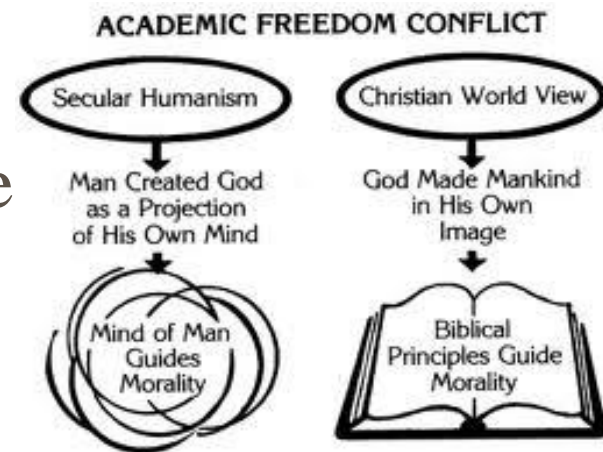 ACADEMIC FREEDOM CONFLICT
Secular Humanism
Man Created God
as a Projection
of His Own Mind
Mind of Man
Guides
Morality
Christian World View
God Made Mankind
in His Own
Image
Biblical
Principles Guide
Morality
e